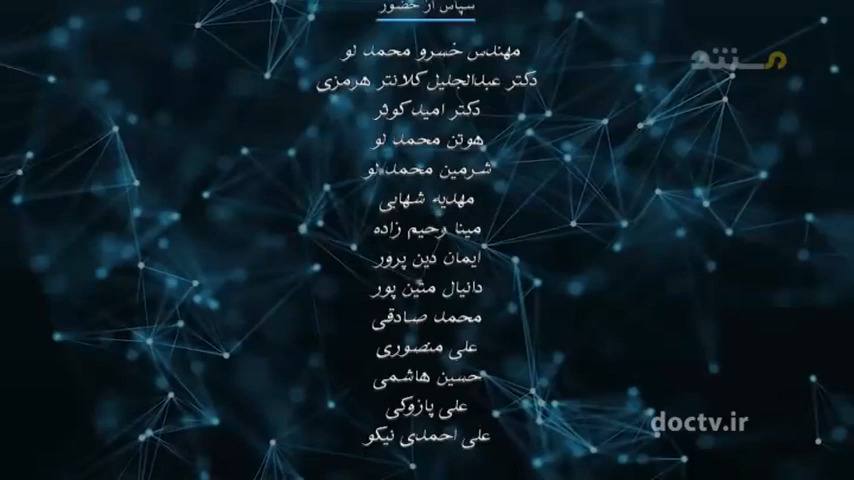 سپاس از حضور
مهندس خسرو محمد لو
مستند
دکتر عبدالجلیل کلانتر هرمزی
دکتر امید کوثر
هوتن محمد لو
شرمین محمد لو
مهدیه شهابی
مینا رحیم زاده
ایمان دین پرور
دانیال متین پور
محمد صادقی
علی منصوری
حسین هاشمی
علی پازوکی
doctv.ir
علی احمدی نیکو